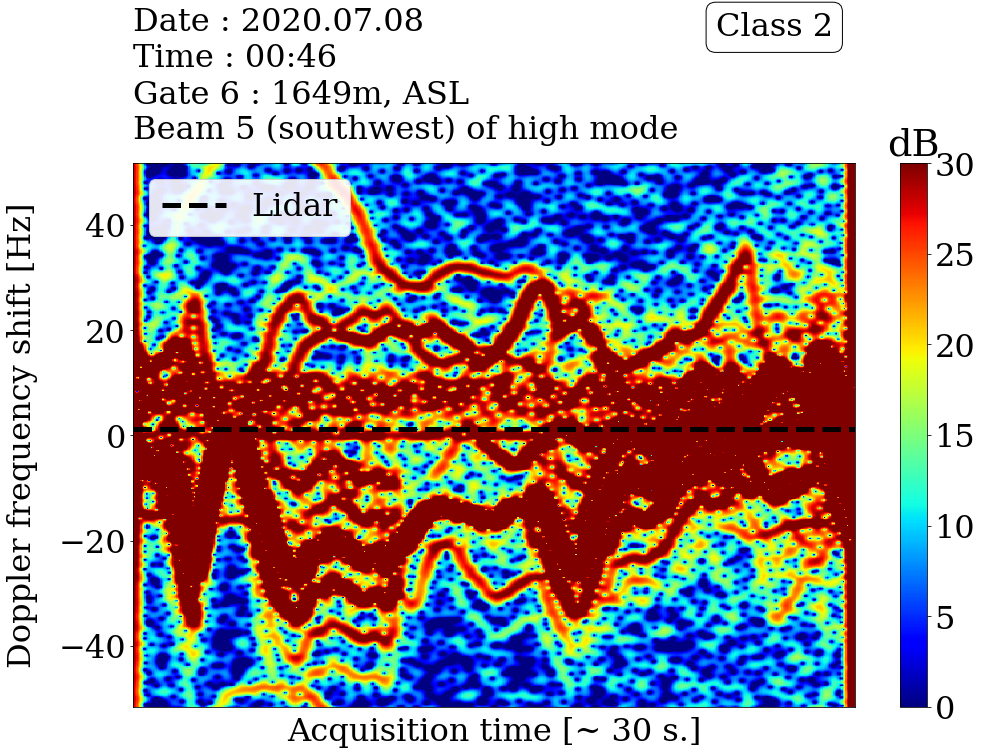 Date : 2020.07.08
Time : 00:46
Gate 6 : 1649m, ASL
Beam 5 (southwest) of high mode
Class 2
dB
Lidar
Doppler frequency shift [Hz]
40
20
0
−20
−40
Acquisition time [~ 30 s.]
30
25
20
15
10
5
0